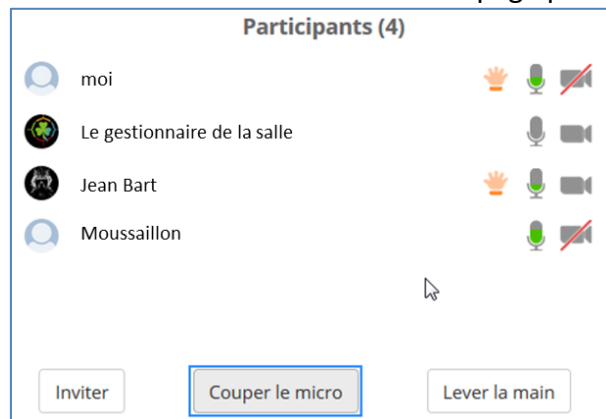 Participants (4)
moi
Le gestionnaire de la salle
Jean Bart
Moussaillon
Inviter
Couper le micro
Lever la main